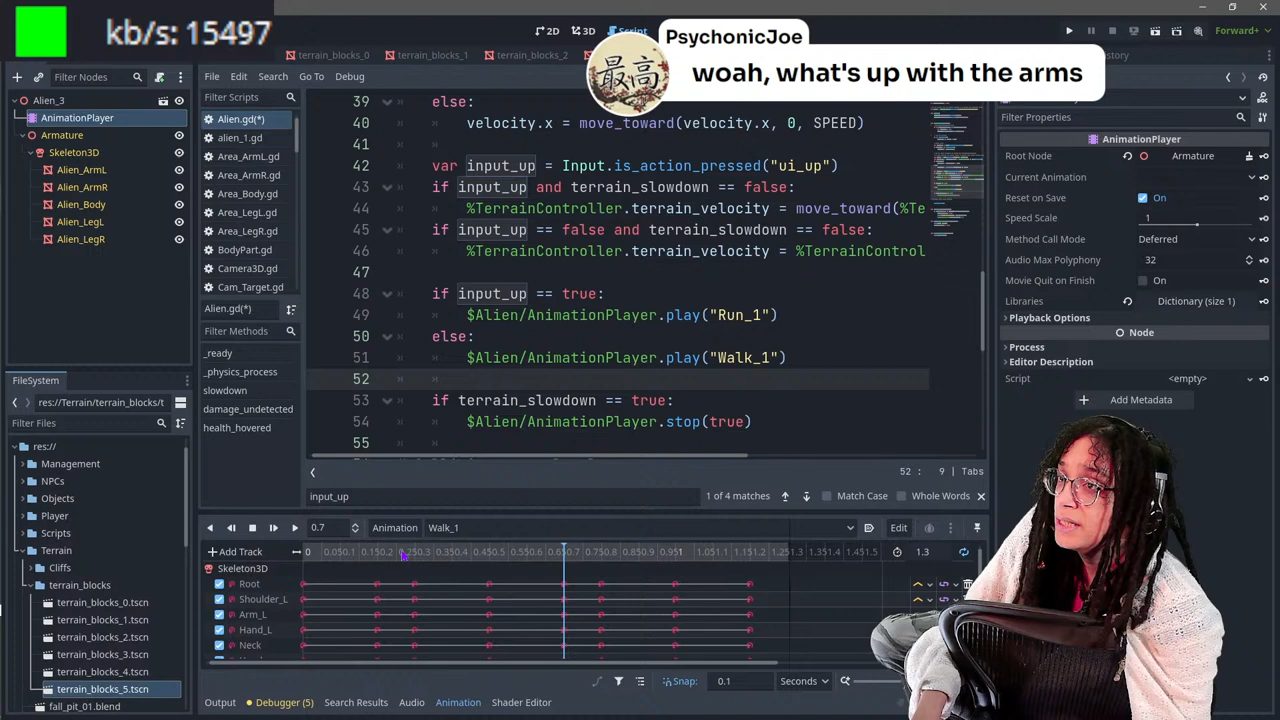 kb/s: 15497
2D
3D
Script
Forward+
PsychonicJoe
最高
woah, what's up with the arms
Filter Nodes
terrain_blocks_0
terrain_blocks_1
terrain_blocks_2
Alien_3
AnimationPlayer
Armature
Skeleton3D
Alien_ArmL
Alien_ArmR
Alien_Body
Alien_LegL
Alien_LegR
File
Edit
Search
Go To
Debug
Filter Scripts
Alien.gd(*)
alien_1.gd
Area_ArmL.gd
Area_ArmR.gd
Area_Body.gd
Area_LegL.gd
Area_LegR.gd
BodyPart.gd
Camera3D.gd
Cam_Target.gd
Alien.gd(*)
Filter Methods
_ready
_physics_process
slowdown
damage_undetected
health_hovered
39 else:
40 velocity.x = move_toward(velocity.x, 0, SPEED)
41
42 var input_up = Input.is_action_pressed("ui_up")
43 if input_up and terrain_slowdown == false:
44 %TerrainController.terrain_velocity = move_toward(%Te
45 if input_up == false and terrain_slowdown == false:
46 %TerrainController.terrain_velocity = %TerrainControl
47
48 if input_up == true:
49 $Alien/AnimationPlayer.play("Run_1")
50 else:
51 $Alien/AnimationPlayer.play("Walk_1")
52
53 if terrain_slowdown == true:
54 $Alien/AnimationPlayer.stop(true)
55
52 : 9 | Tabs
input_up
1 of 4 matches
Match Case
Whole Words
Filter Properties
AnimationPlayer
Root Node
Armature
Current Animation
Reset on Save
On
Speed Scale
1
Method Call Mode
Deferred
Audio Max Polyphony
32
Movie Quit on Finish
On
Libraries
Dictionary (size 1)
Playback Options
Node
Process
Editor Description
Script
<empty>
Add Metadata
FileSystem
res://Terrain/terrain_blocks/t
Filter Files
res://
Management
NPCs
Objects
Player
Scripts
Terrain
Cliffs
terrain_blocks
terrain_blocks_0.tscn
terrain_blocks_1.tscn
terrain_blocks_2.tscn
terrain_blocks_3.tscn
terrain_blocks_4.tscn
terrain_blocks_5.tscn
fall_pit_01.blend
0.7
Animation
Walk_1
Edit
Add Track
1.3
Skeleton3D
Root
Shoulder_L
Arm_L
Hand_L
Neck
Snap:
0.1
Seconds
Output
Debugger (5)
Search Results
Audio
Animation
Shader Editor